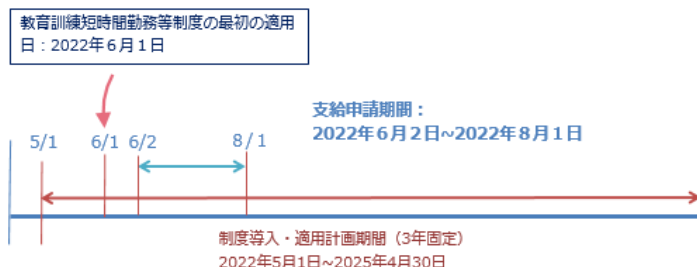 教育訓練短時間勤務等制度の最初の適用
日：2022年６月１日
支給申請期間：
2022年６月２日~2022年８月１日
5/1 6/1 6/2 8/1
制度導入・適用計画期間（3年固定）
2022年5月1日~2025年4月30日